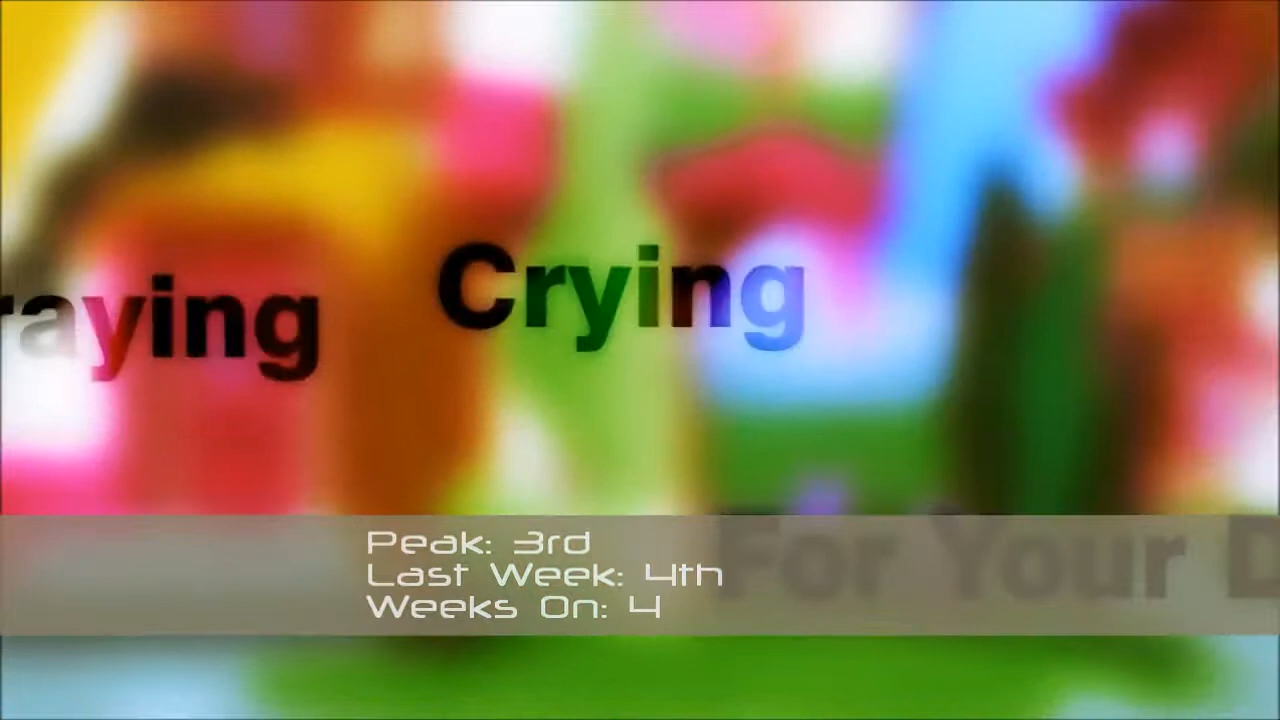 raying Crying
For Your D
Peak: 3rd
Last Week: 4th
Weeks On: 4